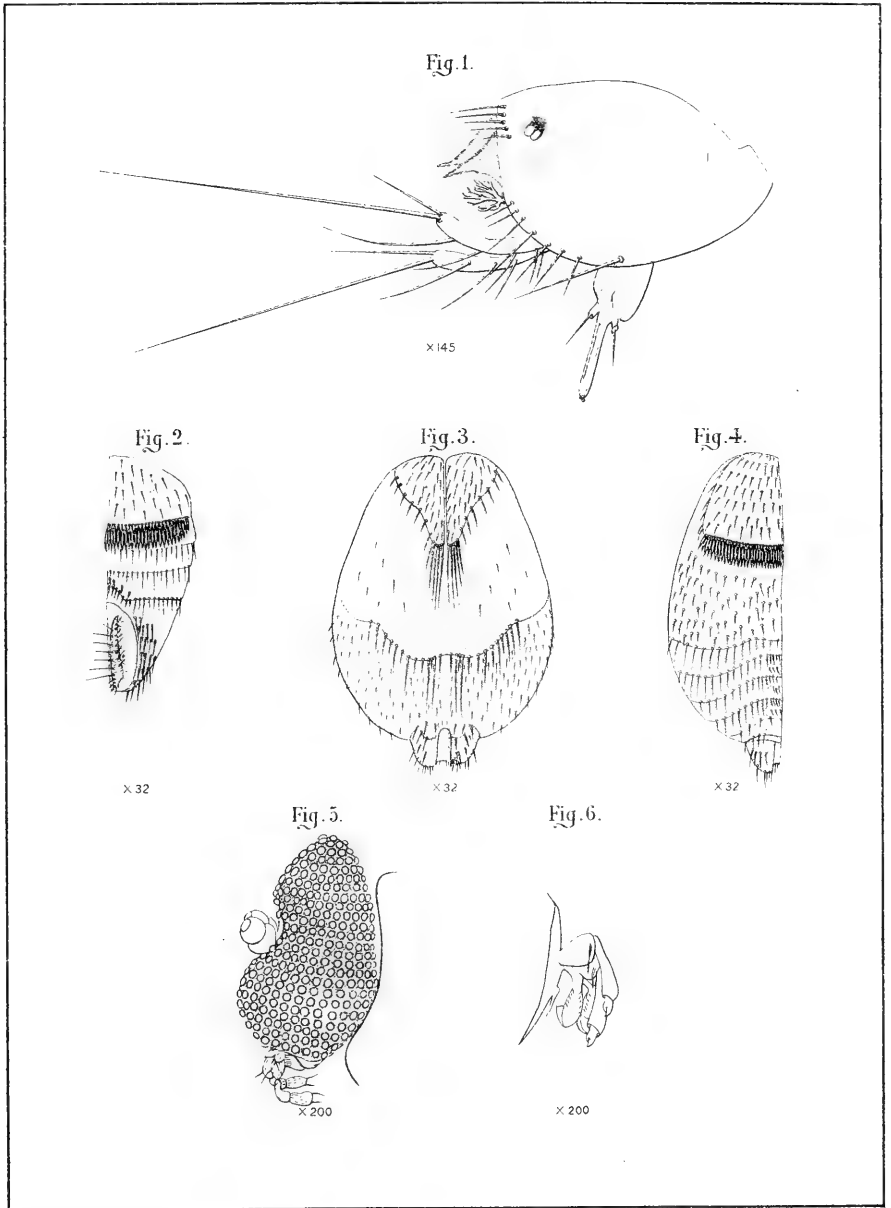 Fig. 1.
× 145
Fig. 2.
Fig. 3.
Fig. 4.
× 32
× 32
× 32
Fig. 5.
Fig. 6.
× 200
× 200